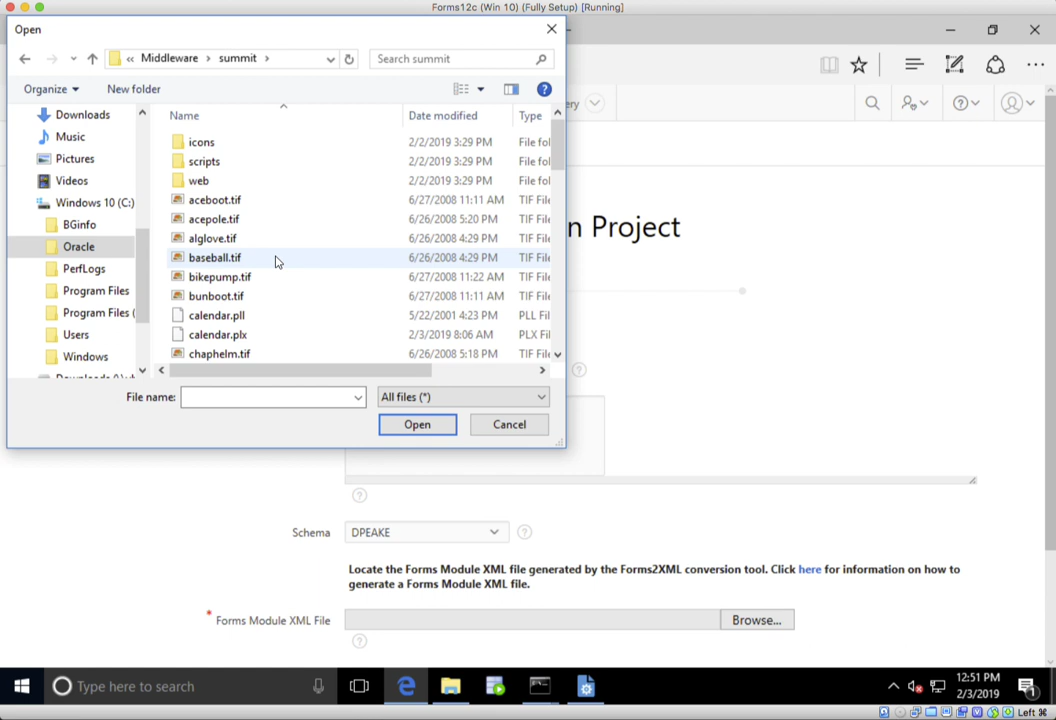 Forms12c (Win 10) (Fully Setup) [Running]
Open
« Middleware › summit ›
Search summit
Organize
New folder
Name
Date modified
Type
Downloads
Music
Pictures
Videos
Windows 10 (C:)
BGinfo
Oracle
PerfLogs
Program Files
Program Files (
Users
Windows
icons 2/2/2019 3:29 PM File fol
scripts 2/2/2019 3:29 PM File fol
web 2/2/2019 3:29 PM File fol
aceboot.tif 6/27/2008 11:11 AM TIF File
acepole.tif 6/26/2008 5:20 PM TIF File
alglove.tif 6/26/2008 4:29 PM TIF File
baseball.tif 6/26/2008 4:29 PM TIF File
bikepump.tif 6/27/2008 11:22 AM TIF File
bunboot.tif 6/27/2008 11:11 AM TIF File
calendar.pll 5/22/2001 4:23 PM PLL File
calendar.plx 2/3/2019 8:06 AM PLX File
chaphelm.tif 6/26/2008 5:18 PM TIF File
File name:
All files (*)
Open
Cancel
ery
n Project
Schema
DPEAKE
Locate the Forms Module XML file generated by the Forms2XML conversion tool. Click here for information on how to
generate a Forms Module XML file.
* Forms Module XML File
Browse...
Type here to search
12:51 PM
2/3/2019
1
Left ⌘